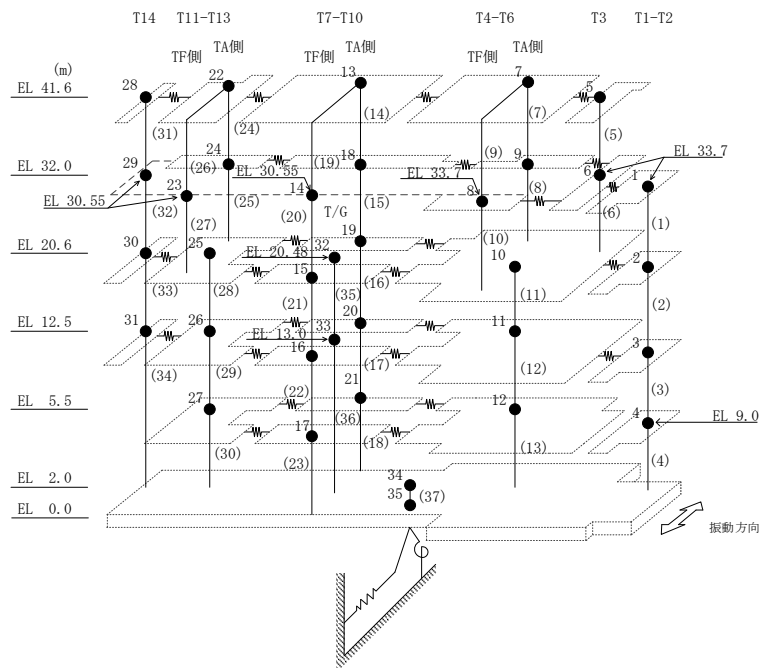 T14 T11-T13 T7-T10 T4-T6 T3 T1-T2
(m) TF側 TA側 TF側 TA側 TF側 TA側
22 13 7 5
EL 41.6 28
(31) (24) (14) (7) (5)
EL 32.0 29 24 (26) (19) 18 (9) 9 6 EL 33.7
EL 30.55 14 EL 33.7 8 (8) 1
EL 30.55 23 (32) (25) (20) T/G (15) (6)
(27) (10) (1)
EL 20.6 30 25 32 19 10 2
EL 20.48
(33) (28) 15 (35) (16) (11) (2)
(21)
EL 12.5 31 26 33 20 11 3
EL 13.0
(34) (29) 16 (17) (12) (3)
EL 5.5 27 (22) 21 12 4 EL 9.0
(36)
(30) 17 (18) (13)
(23) (4)
EL 2.0 34
35 (37)
EL 0.0
振動方向